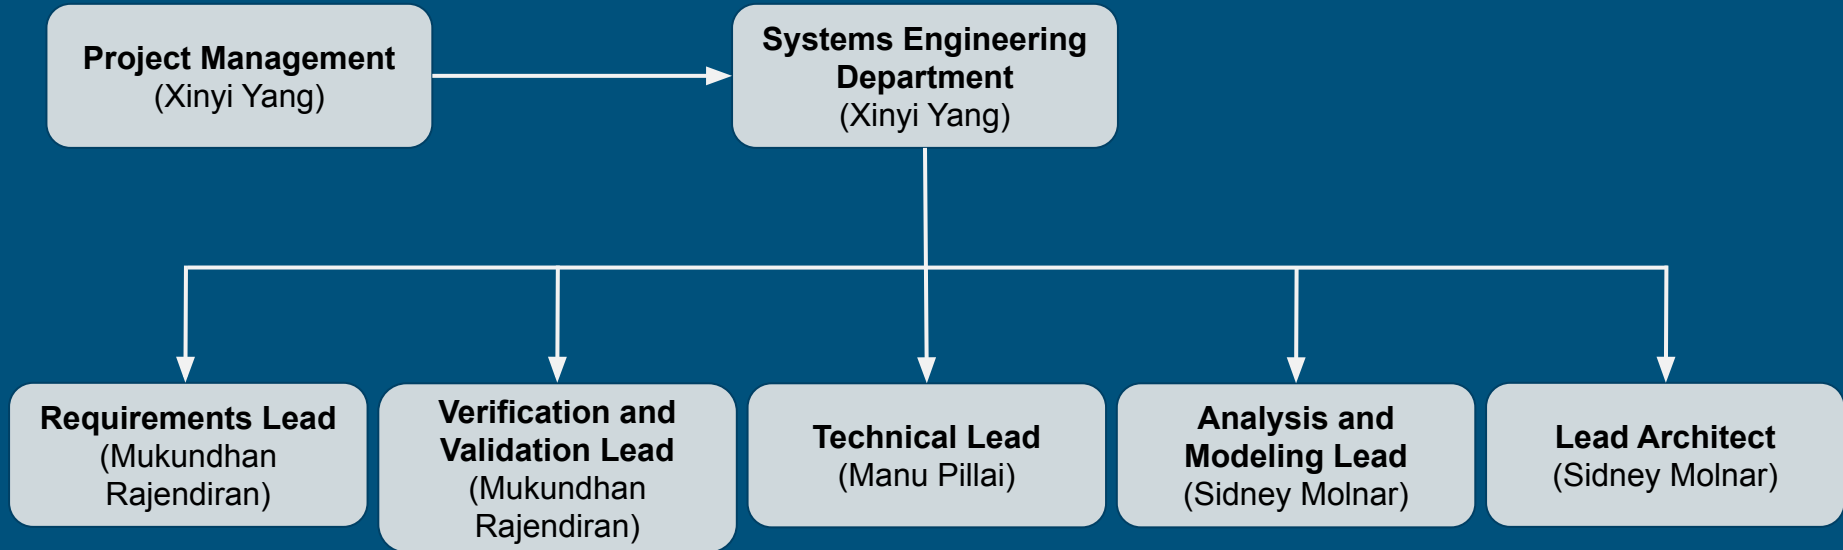 Project Management
(Xinyi Yang)
Systems Engineering
Department
(Xinyi Yang)
Requirements Lead
(Mukundhan
Rajendiran)
Verification and
Validation Lead
(Mukundhan
Rajendiran)
Technical Lead
(Manu Pillai)
Analysis and
Modeling Lead
(Sidney Molnar)
Lead Architect
(Sidney Molnar)